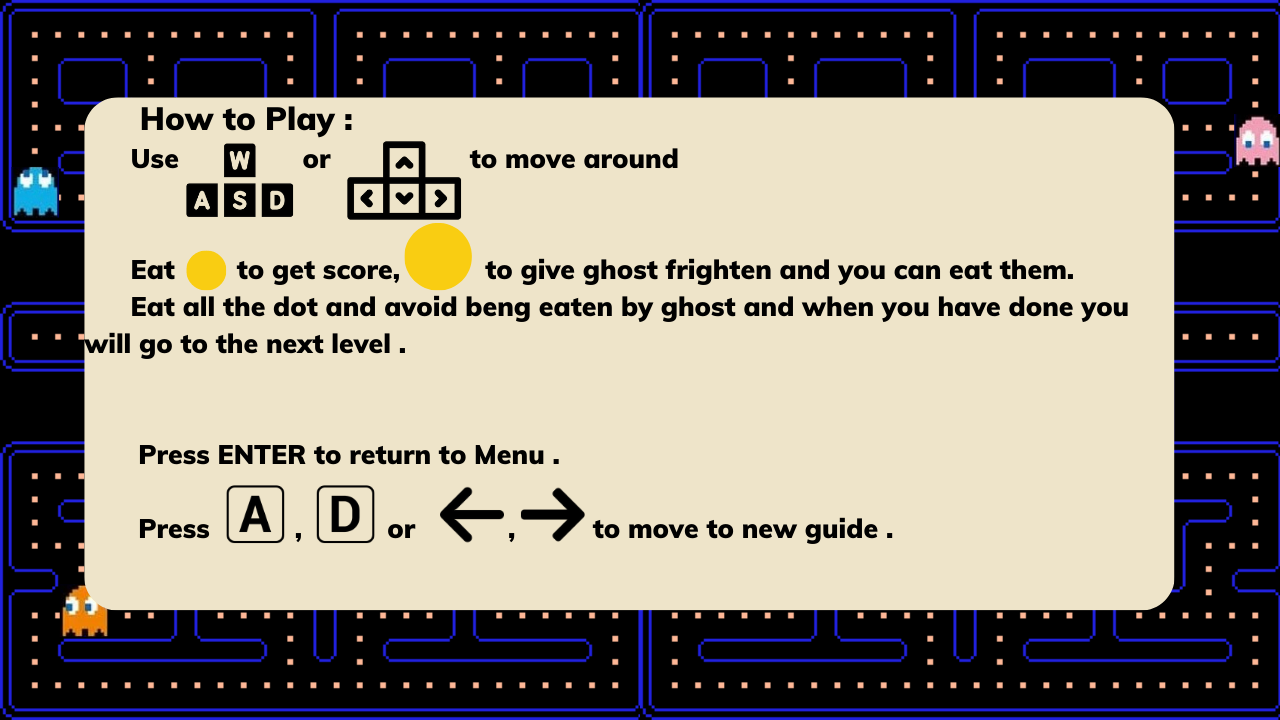 How to Play :
Use W or to move around
A S D
Eat to get score, to give ghost frighten and you can eat them.
Eat all the dot and avoid beng eaten by ghost and when you have done you
will go to the next level .
Press ENTER to return to Menu .
Press A , D or , to move to new guide .